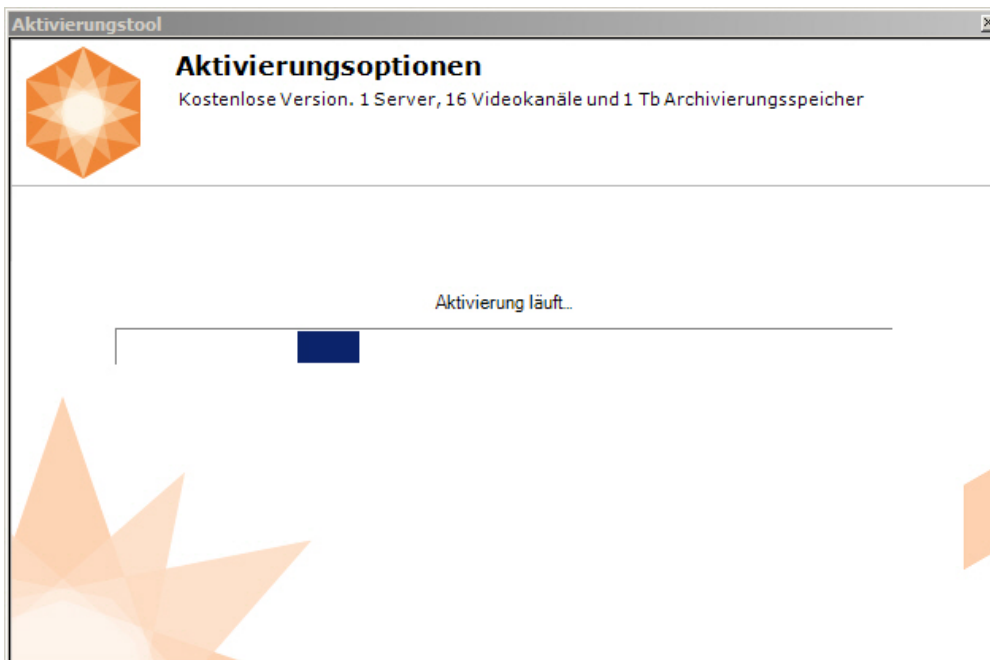 Aktivierungstool
Aktivierungsoptionen
Kostenlose Version. 1 Server, 16 Videokanäle und 1 Tb Archivierungsspeicher
Aktivierung läuft...